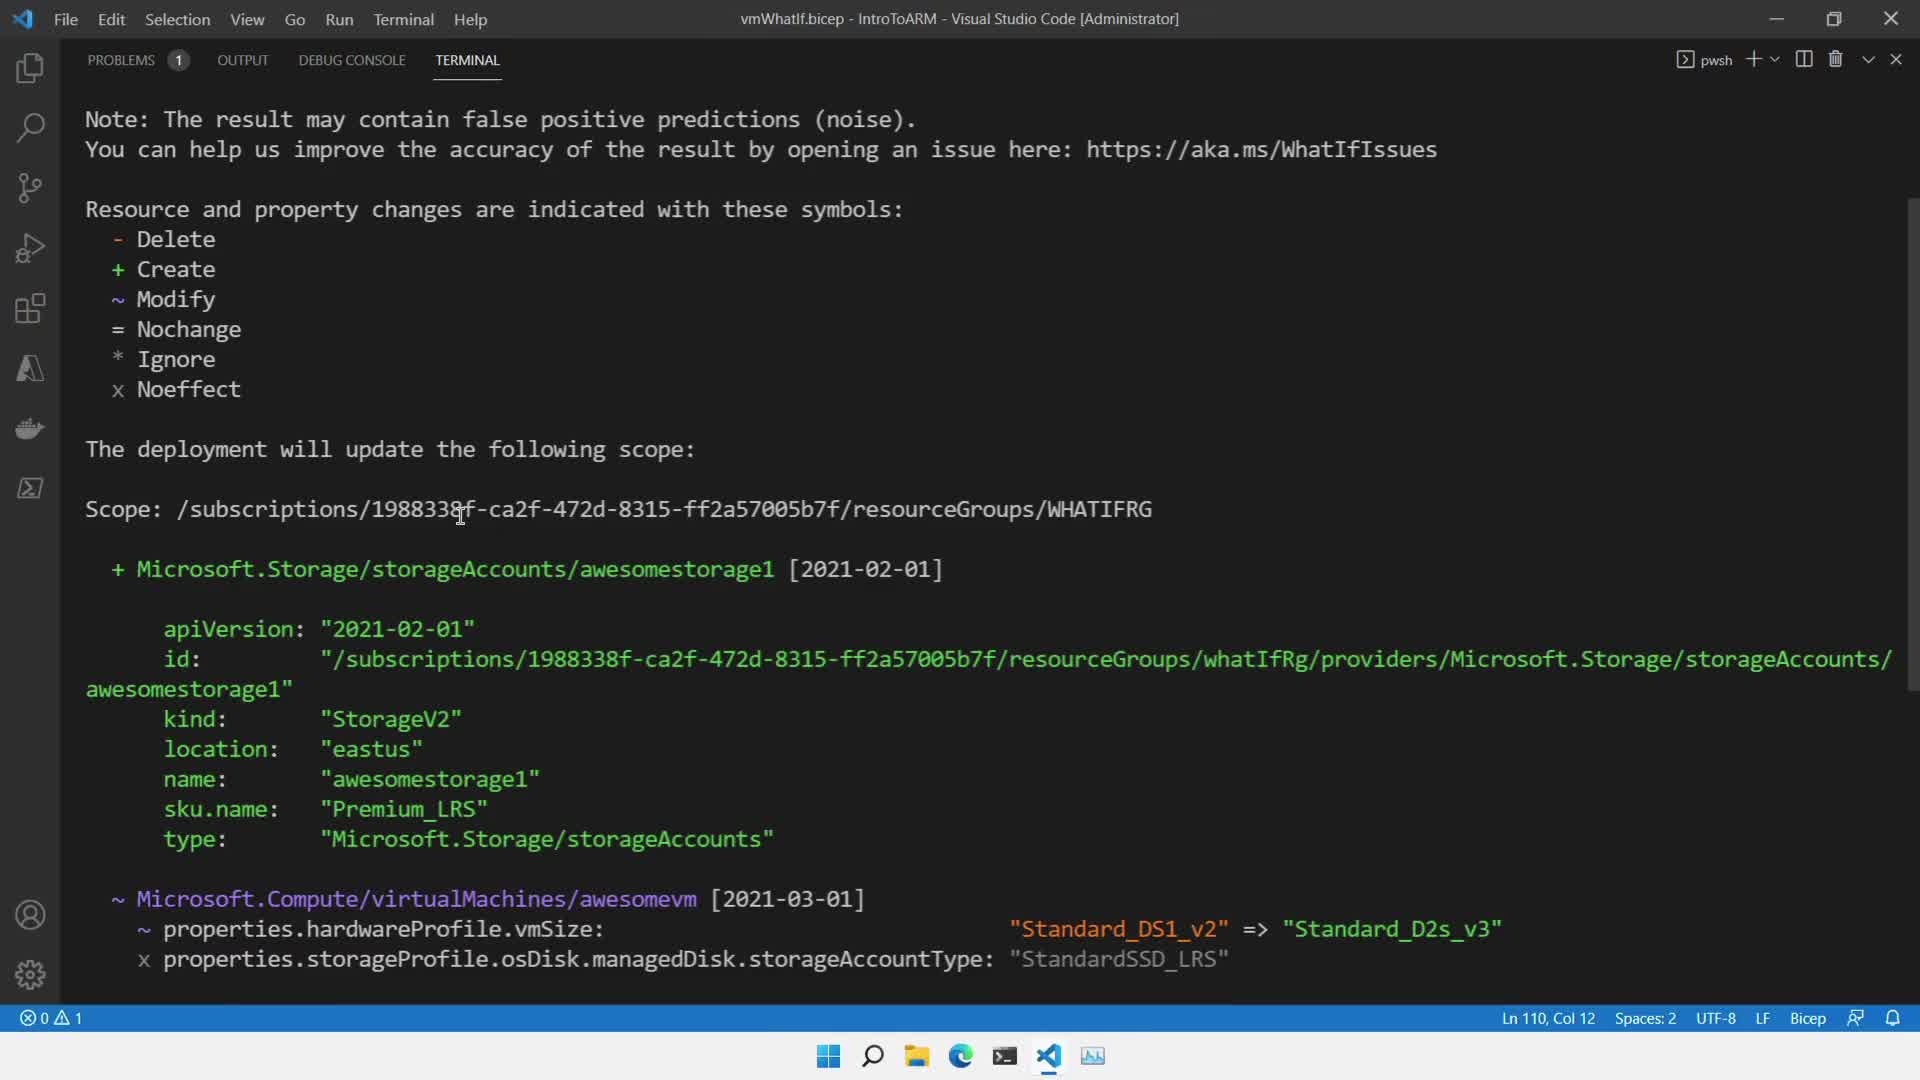 File Edit Selection View Go Run Terminal Help
vmWhatIf.bicep - IntroToARM - Visual Studio Code [Administrator]
PROBLEMS 1 OUTPUT DEBUG CONSOLE TERMINAL
pwsh
Note: The result may contain false positive predictions (noise).
You can help us improve the accuracy of the result by opening an issue here: https://aka.ms/WhatIfIssues
Resource and property changes are indicated with these symbols:
- Delete
+ Create
~ Modify
= Nochange
* Ignore
x Noeffect
The deployment will update the following scope:
Scope: /subscriptions/1988338f-ca2f-472d-8315-ff2a57005b7f/resourceGroups/WHATIFRG
+ Microsoft.Storage/storageAccounts/awesomestorage1 [2021-02-01]
apiVersion: "2021-02-01"
id: "/subscriptions/1988338f-ca2f-472d-8315-ff2a57005b7f/resourceGroups/whatIfRg/providers/Microsoft.Storage/storageAccounts/
awesomestorage1"
kind: "StorageV2"
location: "eastus"
name: "awesomestorage1"
sku.name: "Premium_LRS"
type: "Microsoft.Storage/storageAccounts"
~ Microsoft.Compute/virtualMachines/awesomevm [2021-03-01]
~ properties.hardwareProfile.vmSize: "Standard_DS1_v2" => "Standard_D2s_v3"
x properties.storageProfile.osDisk.managedDisk.storageAccountType: "StandardSSD_LRS"
0 1 Ln 110, Col 12 Spaces: 2 UTF-8 LF Bicep